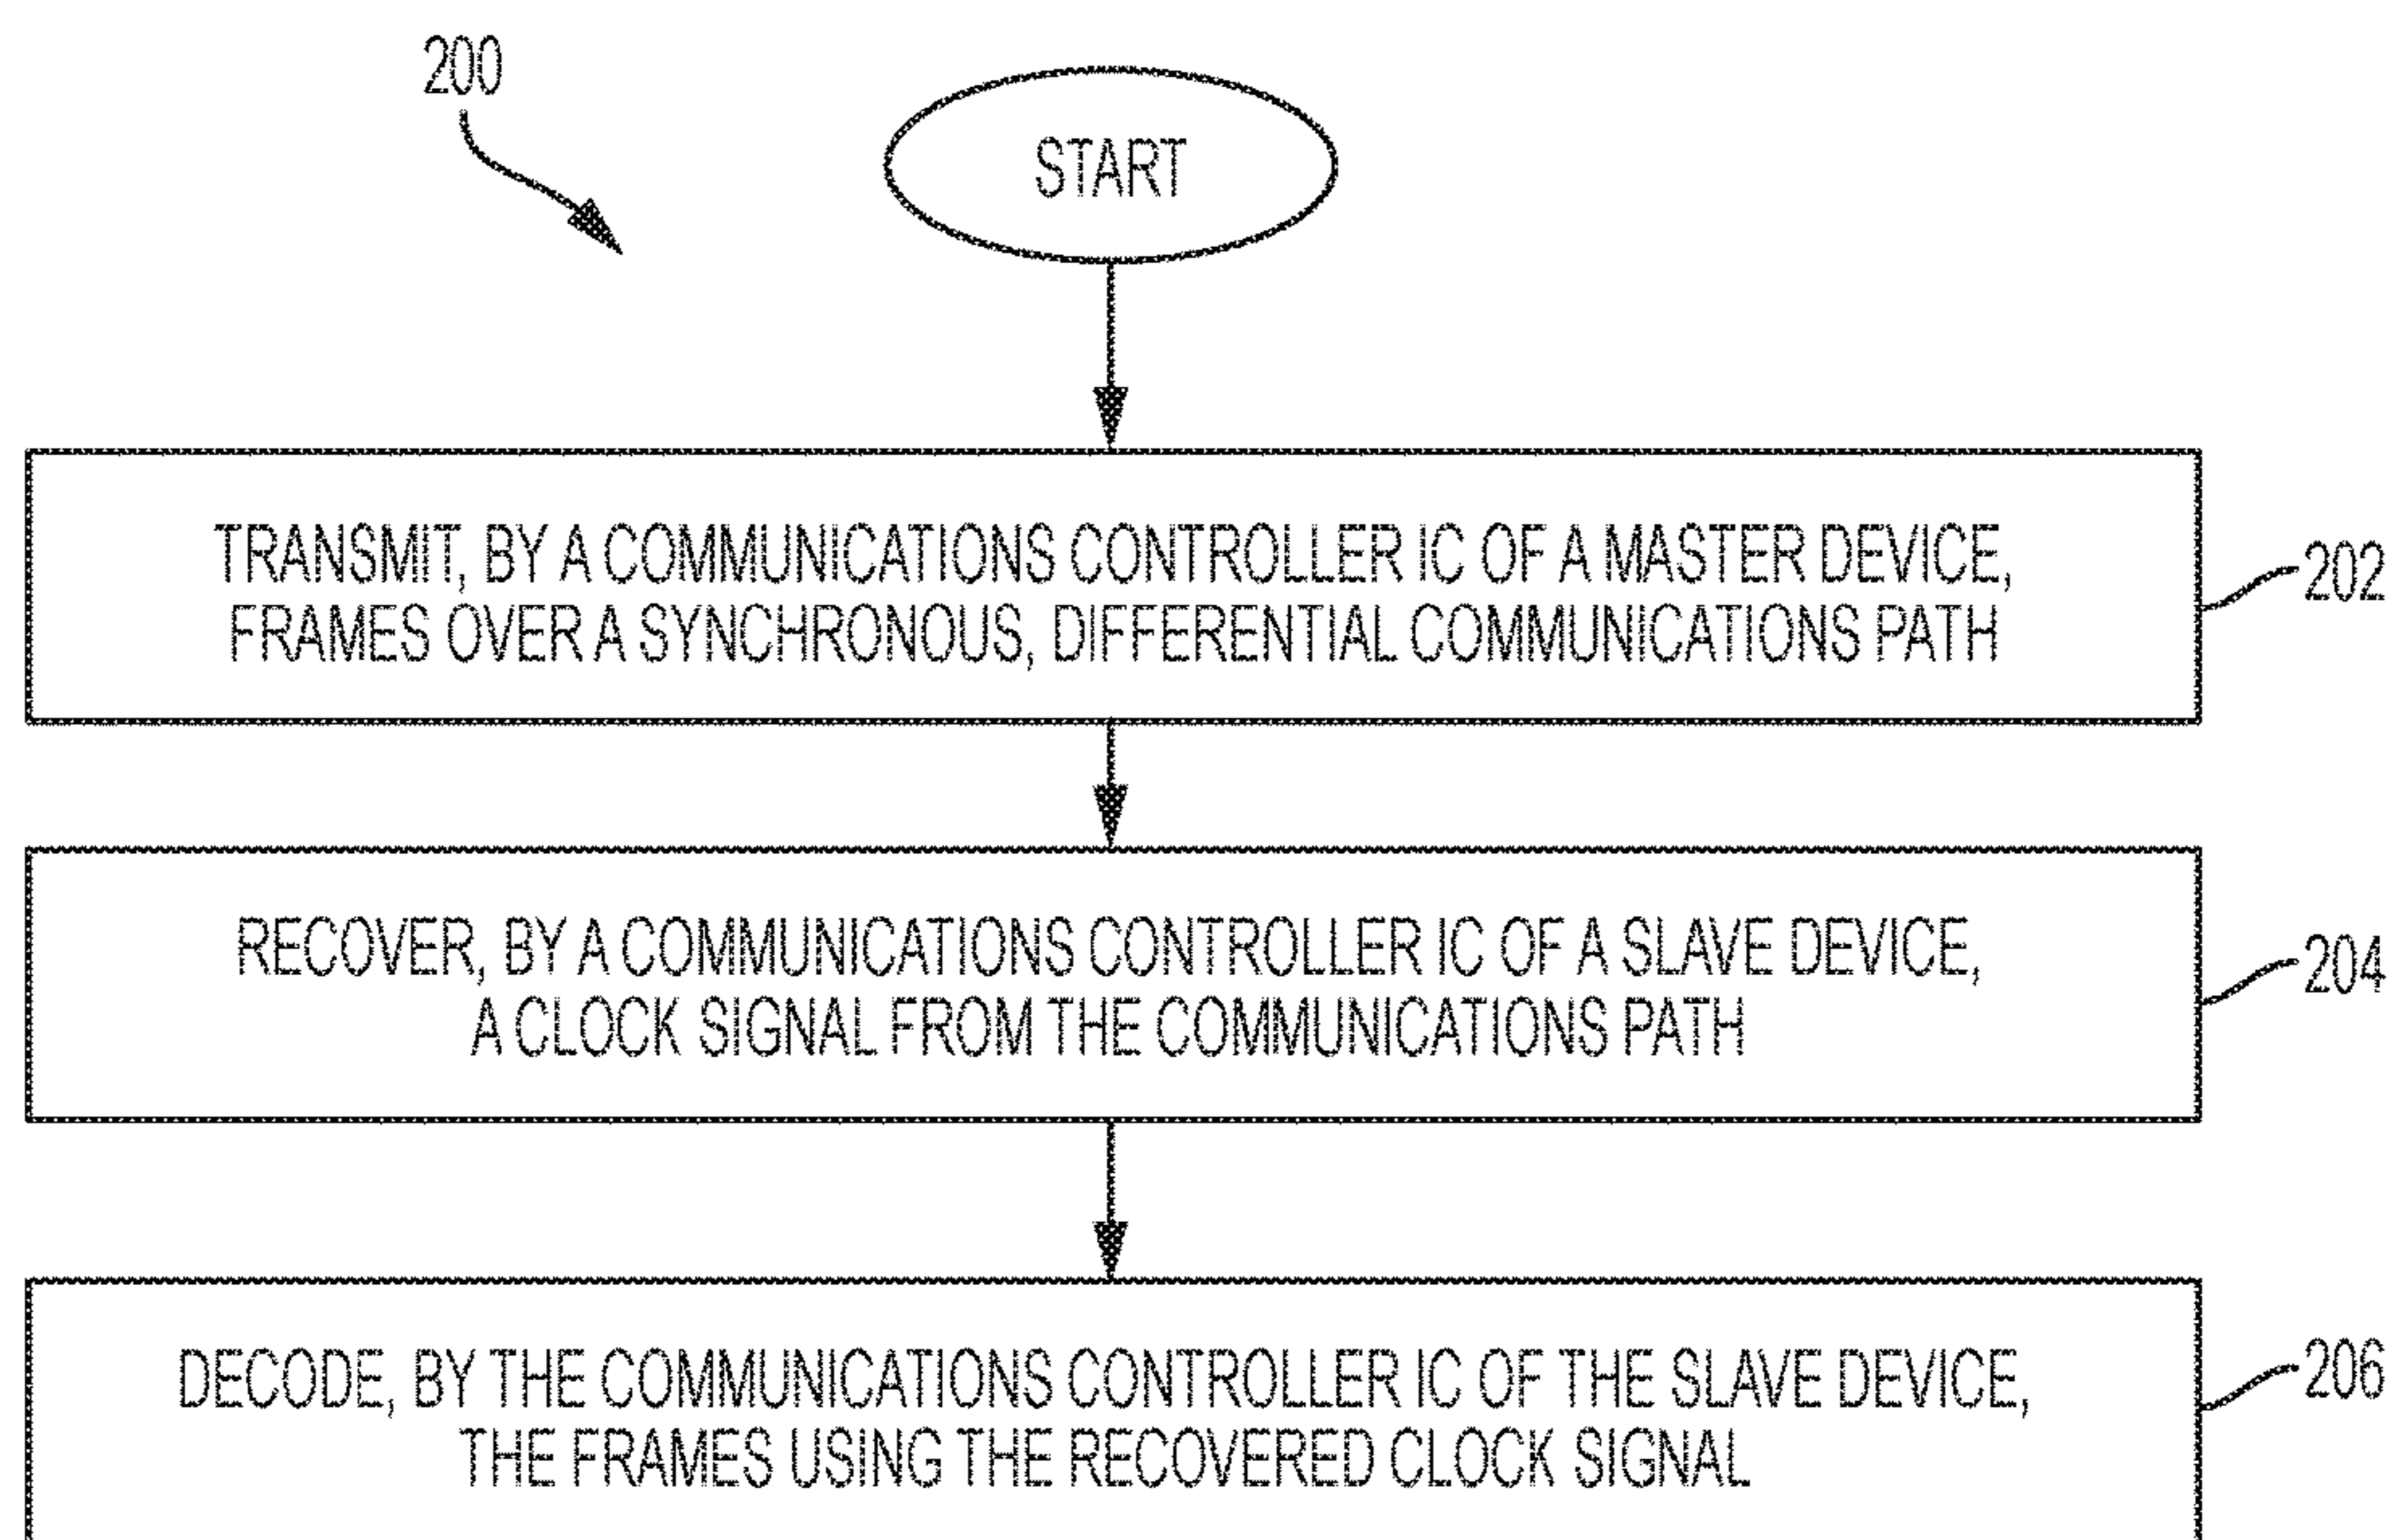 200
START
TRANSMIT, BY A COMMUNICATIONS CONTROLLER IC OF A MASTER DEVICE,
FRAMES OVER A SYNCHRONOUS, DIFFERENTIAL COMMUNICATIONS PATH
202
RECOVER, BY A COMMUNICATIONS CONTROLLER IC OF A SLAVE DEVICE,
A CLOCK SIGNAL FROM THE COMMUNICATIONS PATH
204
DECODE, BY THE COMMUNICATIONS CONTROLLER IC OF THE SLAVE DEVICE,
THE FRAMES USING THE RECOVERED CLOCK SIGNAL
206